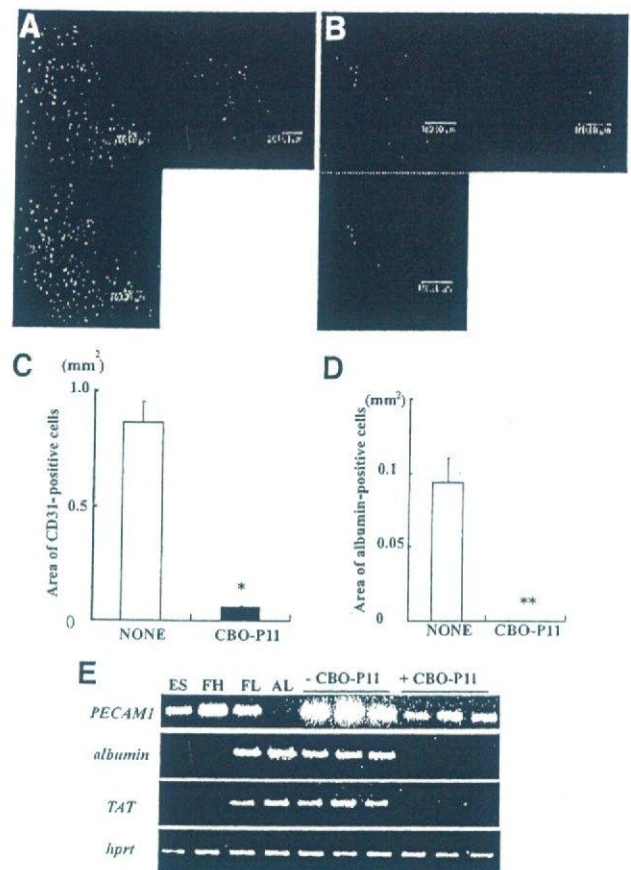 A
B
C
(mm²)
1.0
0.5
0
Area of CD31-positive cells
*
NONE CBO-P11
D
(mm²)
0.1
0.05
0
Area of albumin-positive cells
**
NONE CBO-P11
E
ES FH FL AL - CBO-P11 + CBO-P11
PECAM1
albumin
TAT
hprt